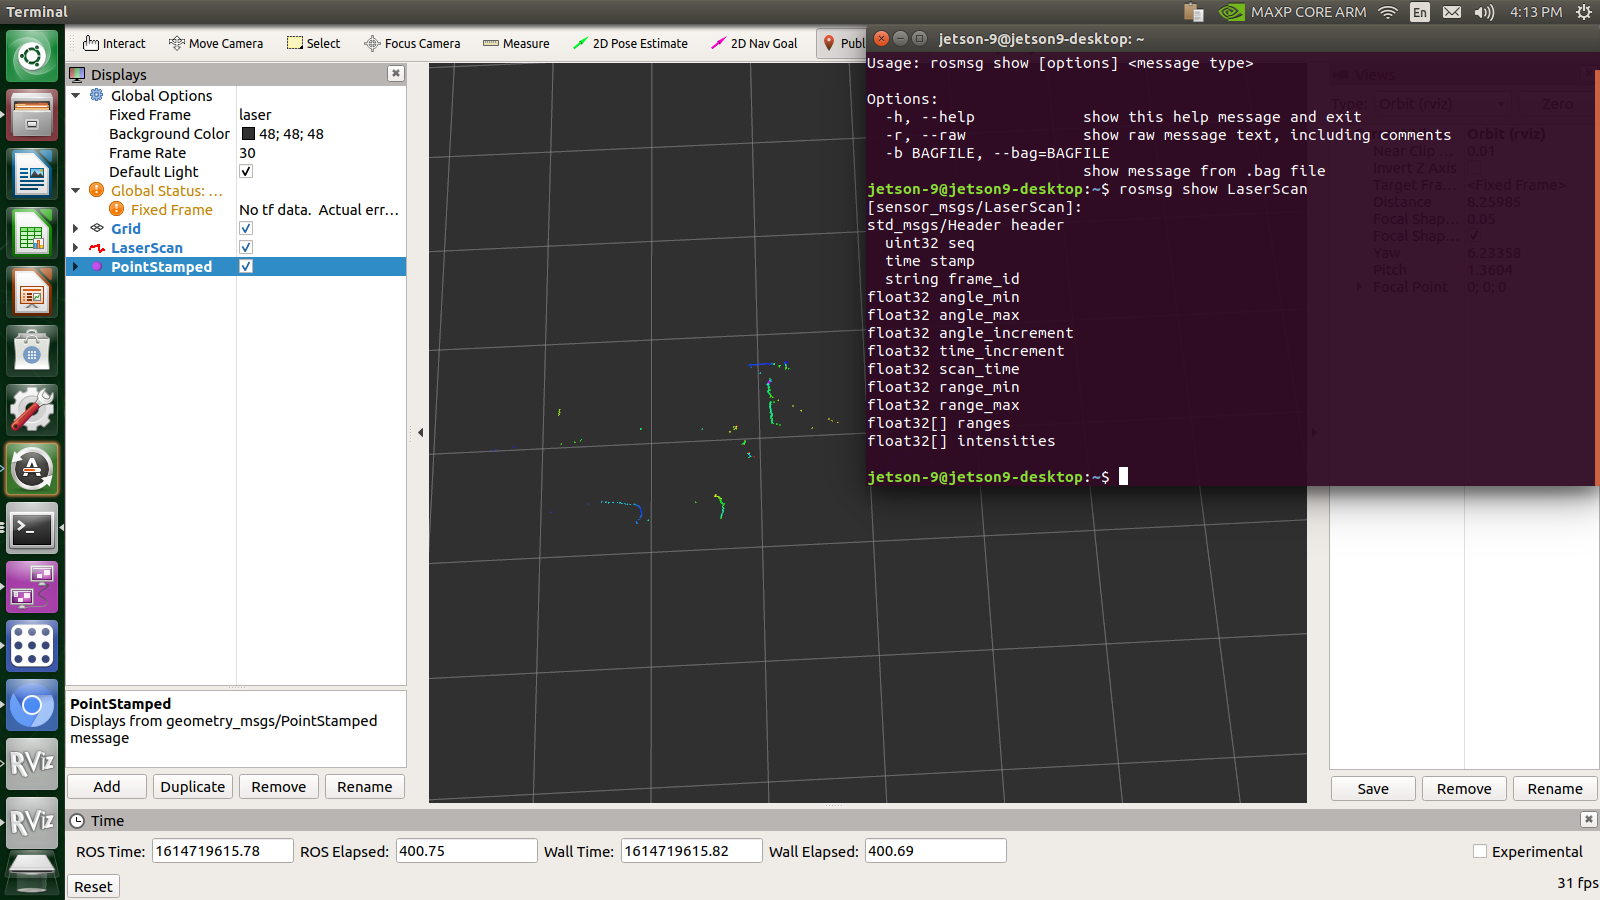 Terminal
MAXP CORE ARM
En
4:13 PM
Interact
Move Camera
Select
Focus Camera
Measure
2D Pose Estimate
2D Nav Goal
Publ
Displays
Global Options
Fixed Frame
laser
Background Color
48; 48; 48
Frame Rate
30
Default Light
Global Status: ...
Fixed Frame
No tf data.  Actual err...
Grid
LaserScan
PointStamped
PointStamped
Displays from geometry_msgs/PointStamped
message
Add
Duplicate
Remove
Rename
jetson-9@jetson9-desktop: ~
Usage: rosmsg show [options] <message type>
Options:
-h, --help                  show this help message and exit
-r, --raw                   show raw message text, including comments
-b BAGFILE, --bag=BAGFILE
show message from .bag file
jetson-9@jetson9-desktop:~$ rosmsg show LaserScan
[sensor_msgs/LaserScan]:
std_msgs/Header header
uint32 seq
time stamp
string frame_id
float32 angle_min
float32 angle_max
float32 angle_increment
float32 time_increment
float32 scan_time
float32 range_min
float32 range_max
float32[] ranges
float32[] intensities
jetson-9@jetson9-desktop:~$
Views
Type: Orbit (rviz)
Zero
Orbit (rviz)
Near Clip ...
0.01
Invert Z Axis
Target Fra...
<Fixed Frame>
Distance
8.25985
Focal Shap...
0.05
Focal Shap...
Yaw
6.23358
Pitch
1.3604
Focal Point
0; 0; 0
Save
Remove
Rename
RViz
RViz
Time
ROS Time: 1614719615.78
ROS Elapsed: 400.75
Wall Time: 1614719615.82
Wall Elapsed: 400.69
Experimental
Reset
31 fps